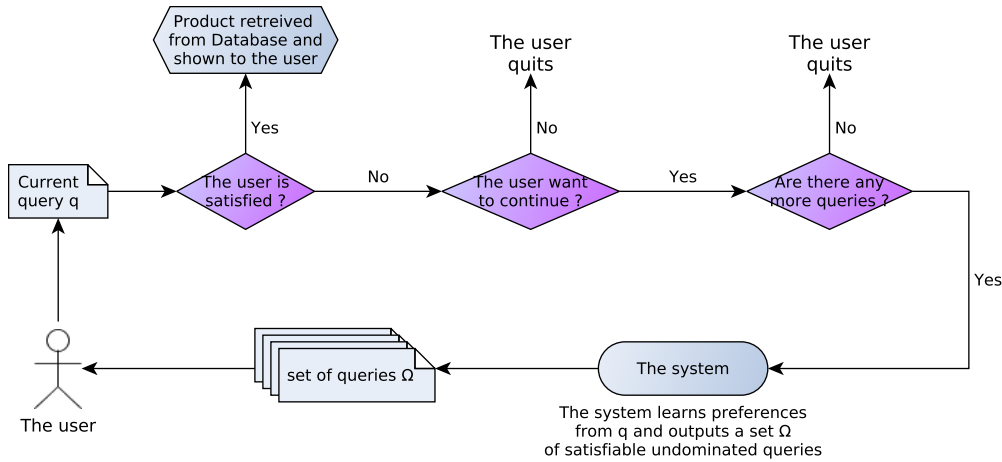 Product retreived
from Database and
shown to the user
The user
quits
The user
quits
Yes
No
No
Current
query q
The user is
satisfied ?
No
The user want
to continue ?
Yes
Are there any
more queries ?
Yes
set of queries Ω
The system
The user
The system learns preferences
from q and outputs a set Ω
of satisfiable undominated queries